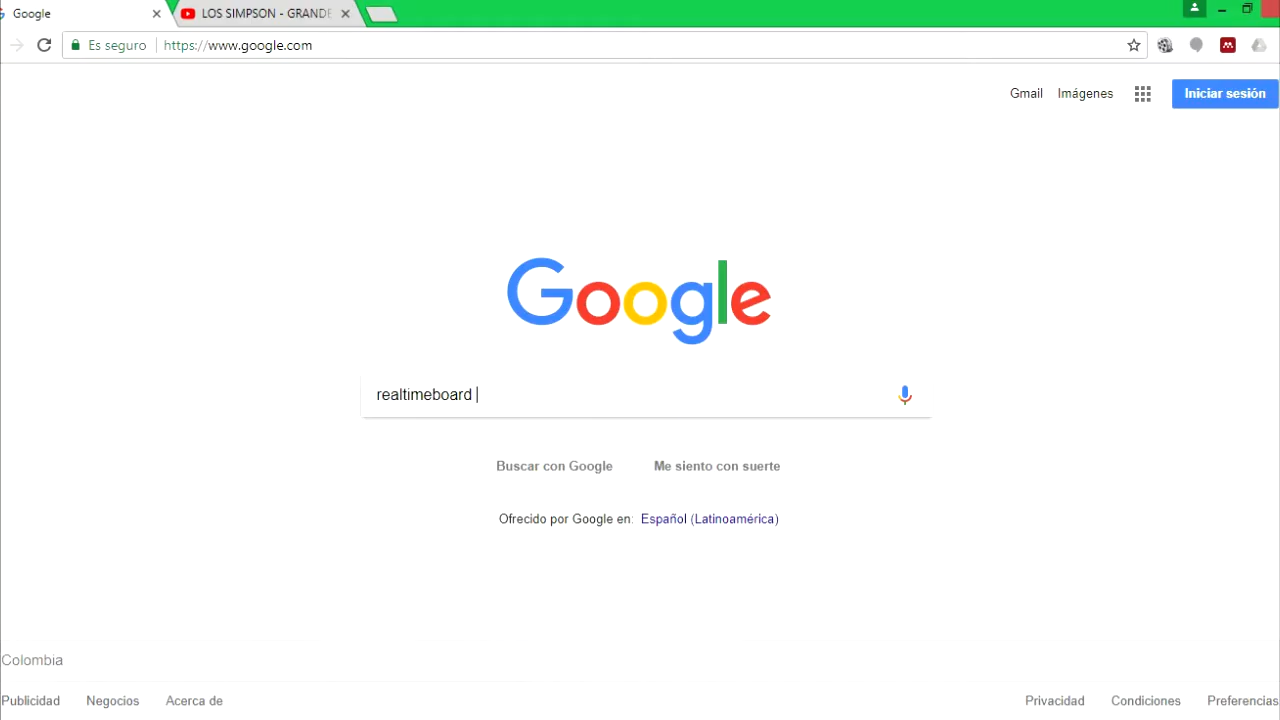 Google
LOS SIMPSON - GRANDE
Es seguro
https://www.google.com
Gmail
Imágenes
Iniciar sesión
Google
realtimeboard
Buscar con Google
Me siento con suerte
Ofrecido por Google en: Español (Latinoamérica)
Colombia
Publicidad
Negocios
Acerca de
Privacidad
Condiciones
Preferencias